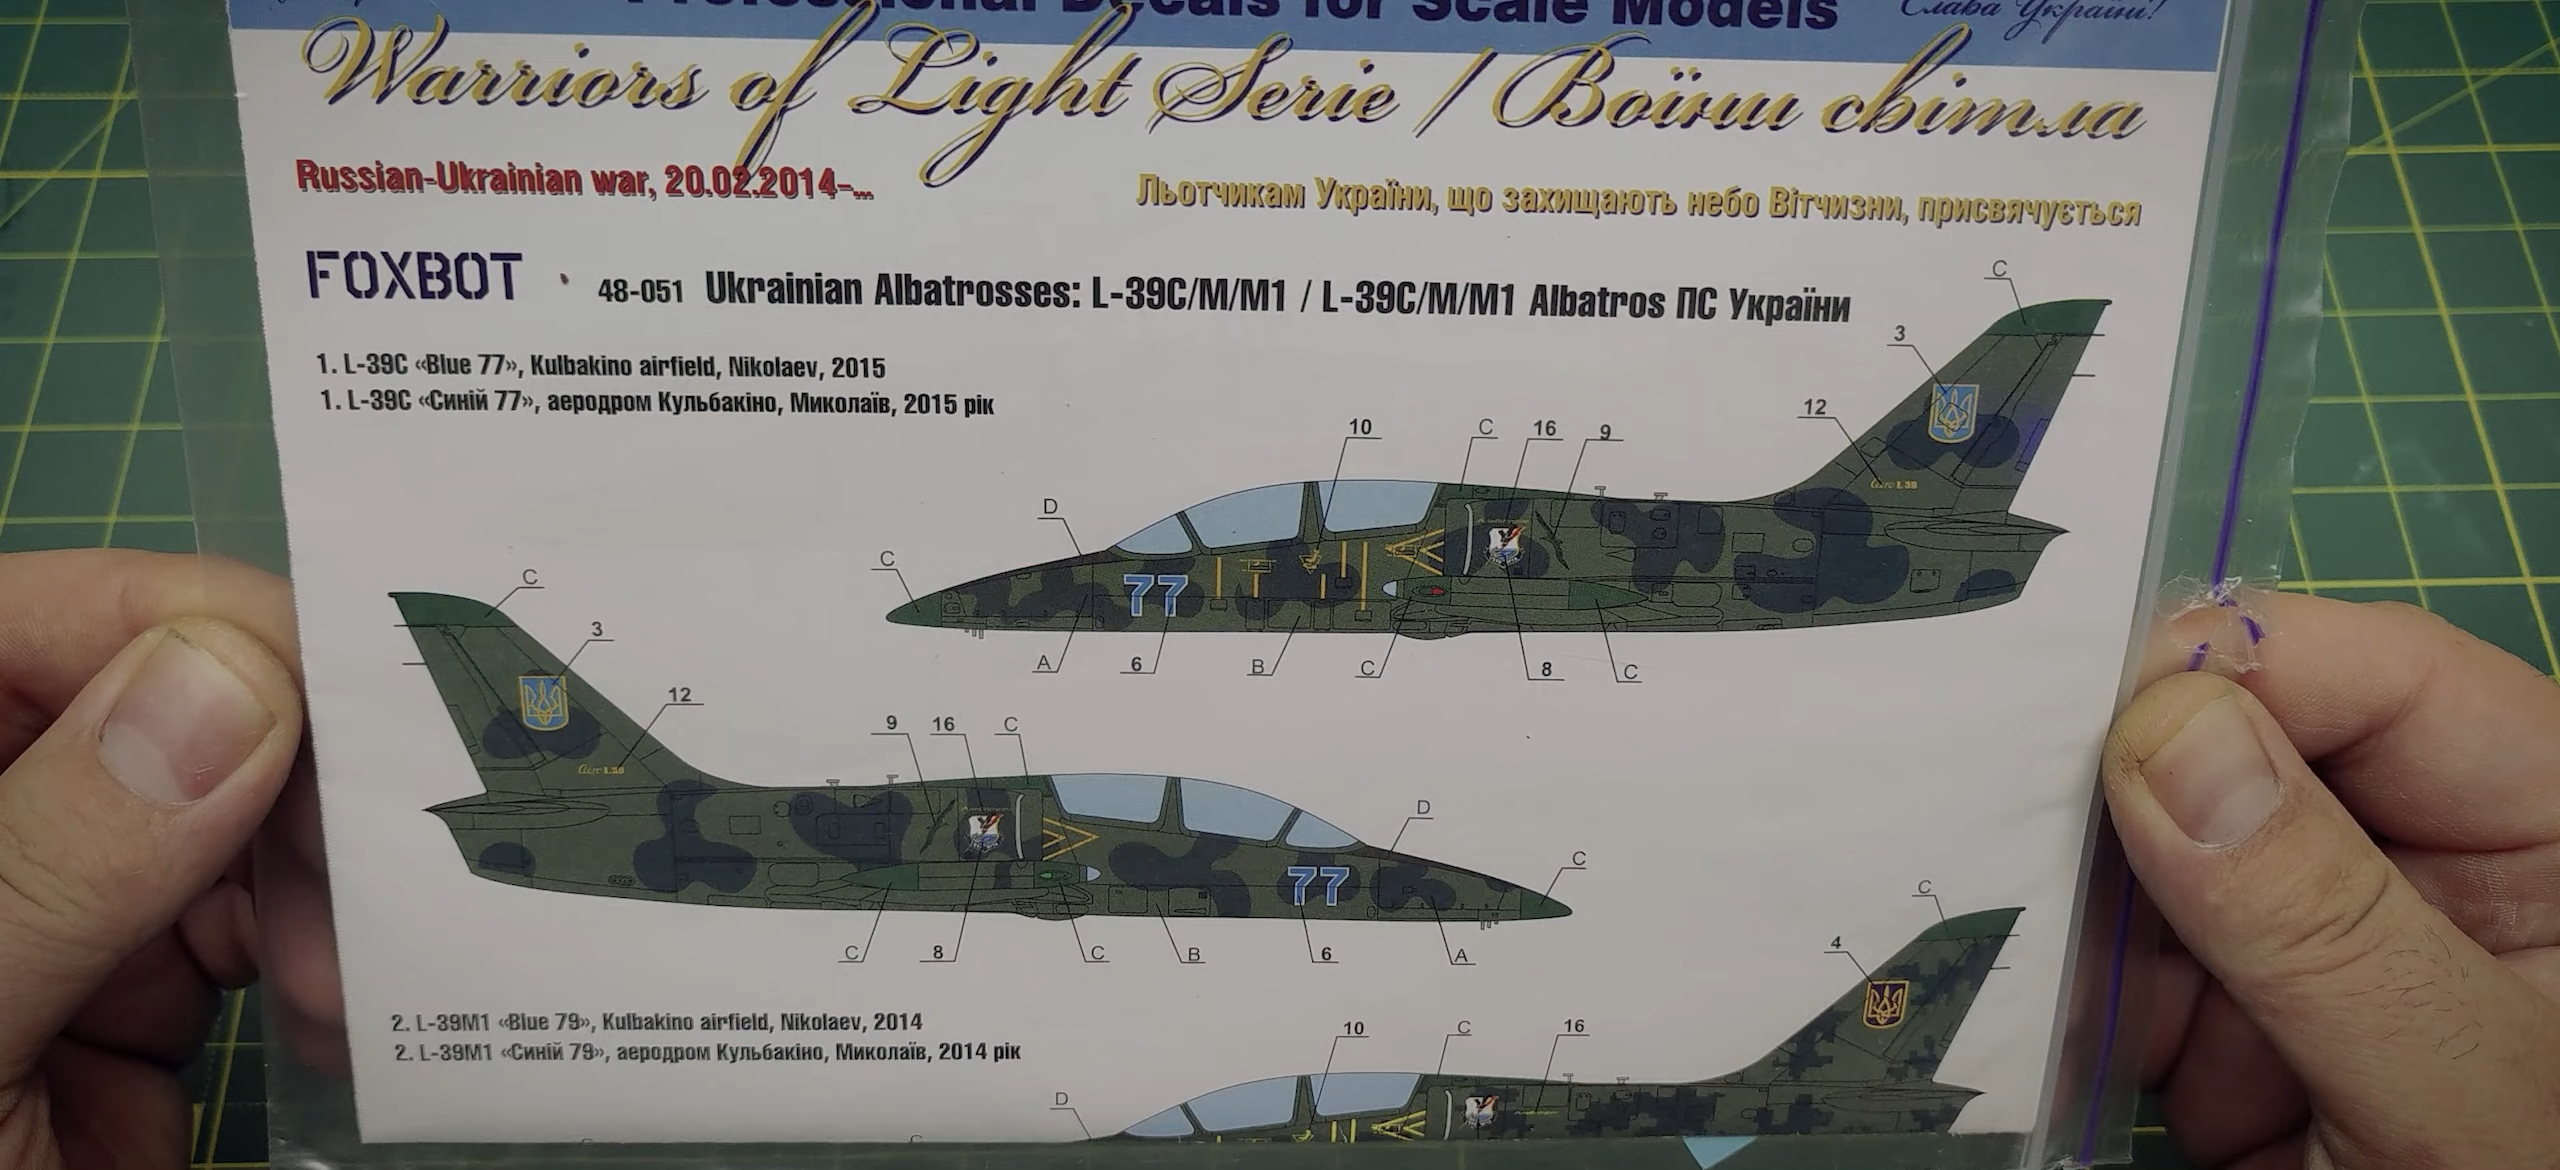 Professional Decals for Scale Models
Слава Україні!
Warriors of Light Serie / Воїни світла
Russian-Ukrainian war, 20.02.2014-...
Льотчикам України, що захищають небо Вітчизни, присвячується
FOXBOT
48-051 Ukrainian Albatrosses: L-39C/M/M1 / L-39C/M/M1 Albatros ПС України
1. L-39C «Blue 77», Kulbakino airfield, Nikolaev, 2015
1. L-39C «Синій 77», аеродром Кульбакіно, Миколаїв, 2015 рік
C
3
12
10 C 16 9
D
C
Aero L 39
77
A 6 B C 8 C
C
3
12
9 16 C
Aero L 39
D
C
77
C 8 C B 6 A
2. L-39M1 «Blue 79», Kulbakino airfield, Nikolaev, 2014
2. L-39M1 «Синій 79», аеродром Кульбакіно, Миколаїв, 2014 рік
C
4
10 C 16
D
C C